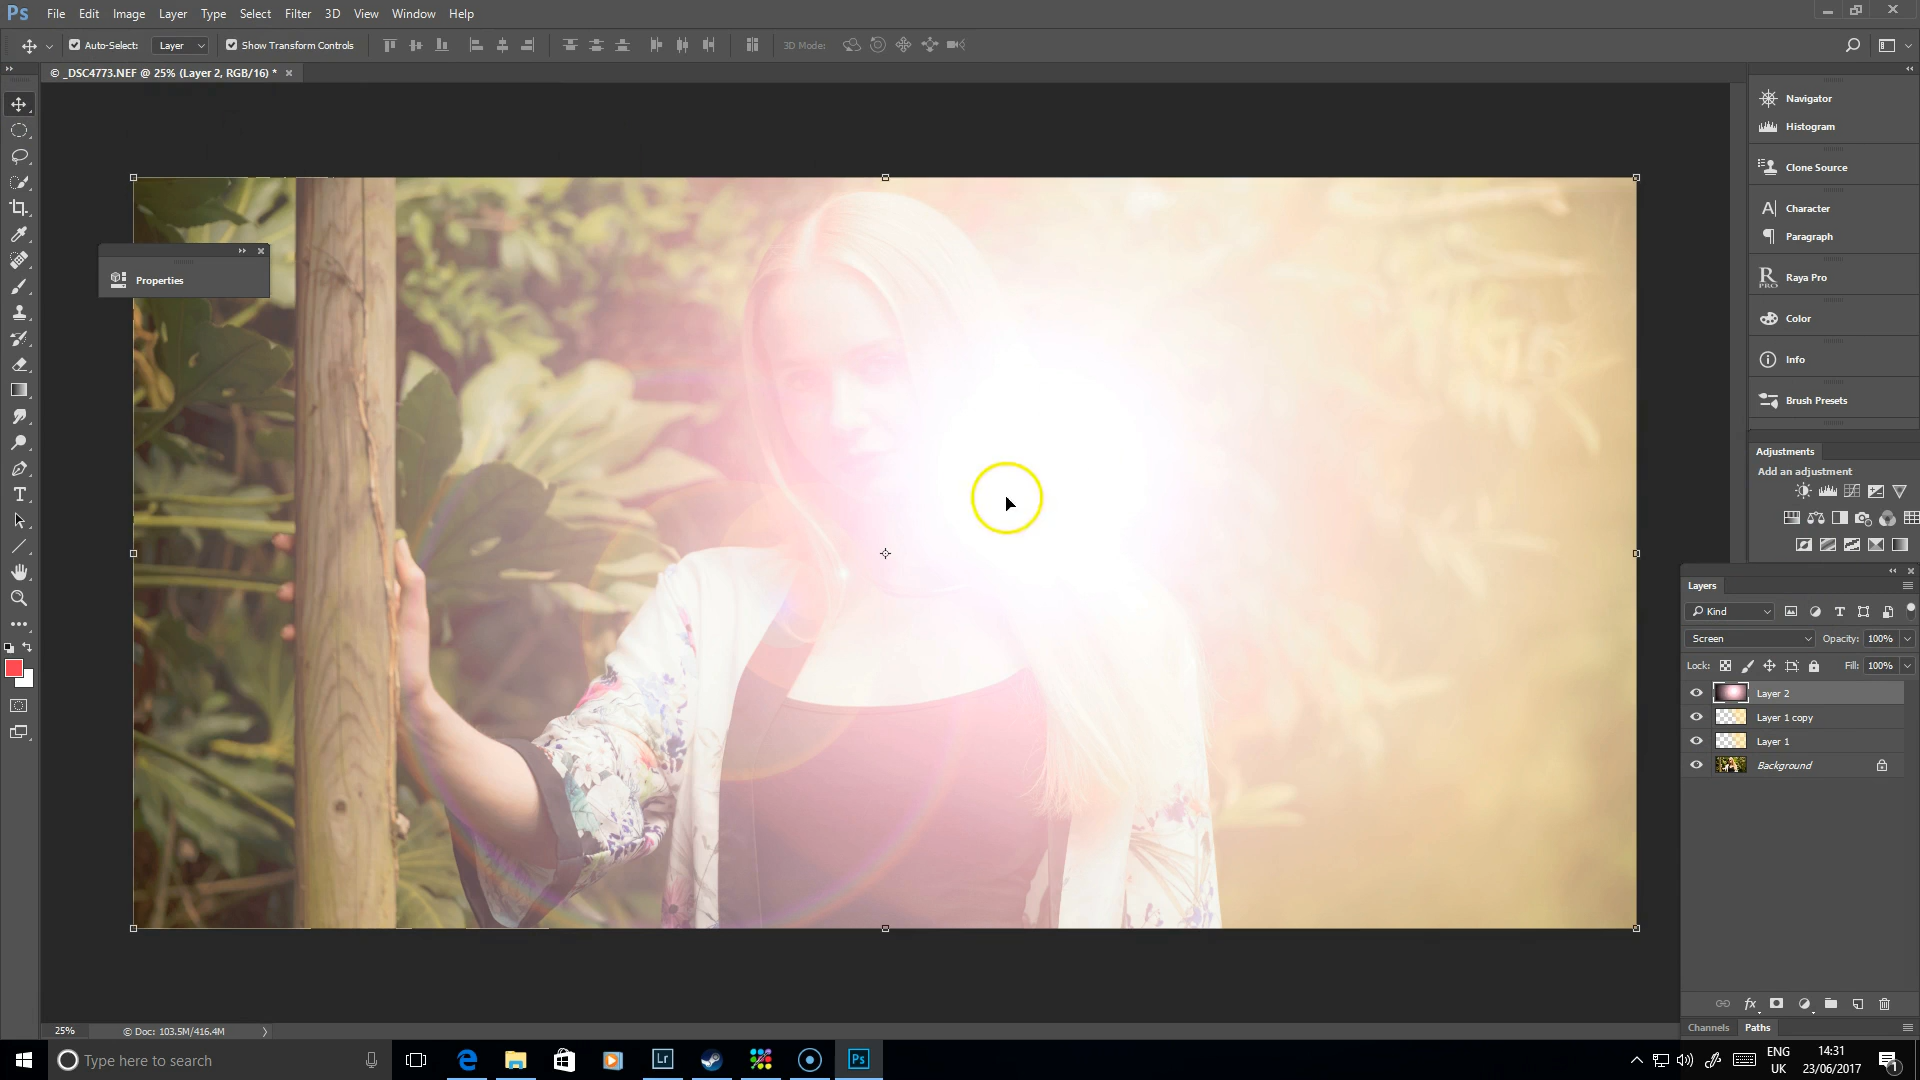 Ps File Edit Image Layer Type Select Filter 3D View Window Help
Auto-Select: Layer Show Transform Controls 3D Mode:
© _DSC4773.NEF @ 25% (Layer 2, RGB/16) * ×
Navigator
Histogram
Clone Source
Character
Paragraph
Raya Pro
Color
Info
Brush Presets
Properties
Adjustments
Add an adjustment
Layers
Kind
Screen Opacity: 100%
Lock: Fill: 100%
Layer 2
Layer 1 copy
Layer 1
Background
Channels Paths
25% © Doc: 103.5M/416.4M
Type here to search
Lr
Ps
ENG
UK
14:31
23/06/2017
1